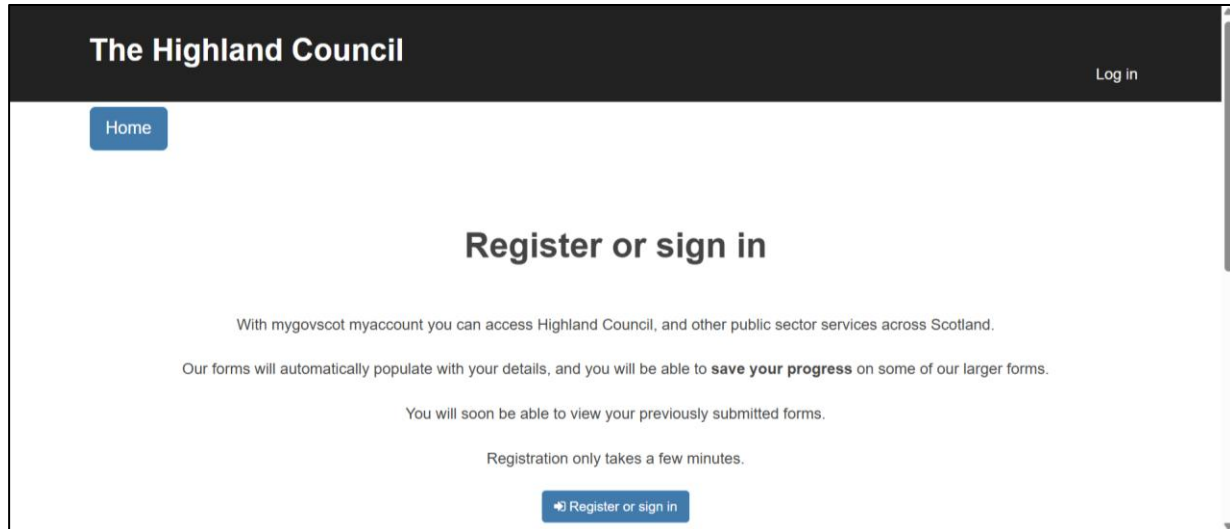 The Highland Council
Log in
Home
Register or sign in
With mygovscot myaccount you can access Highland Council, and other public sector services across Scotland.
Our forms will automatically populate with your details, and you will be able to save your progress on some of our larger forms.
You will soon be able to view your previously submitted forms.
Registration only takes a few minutes.
Register or sign in